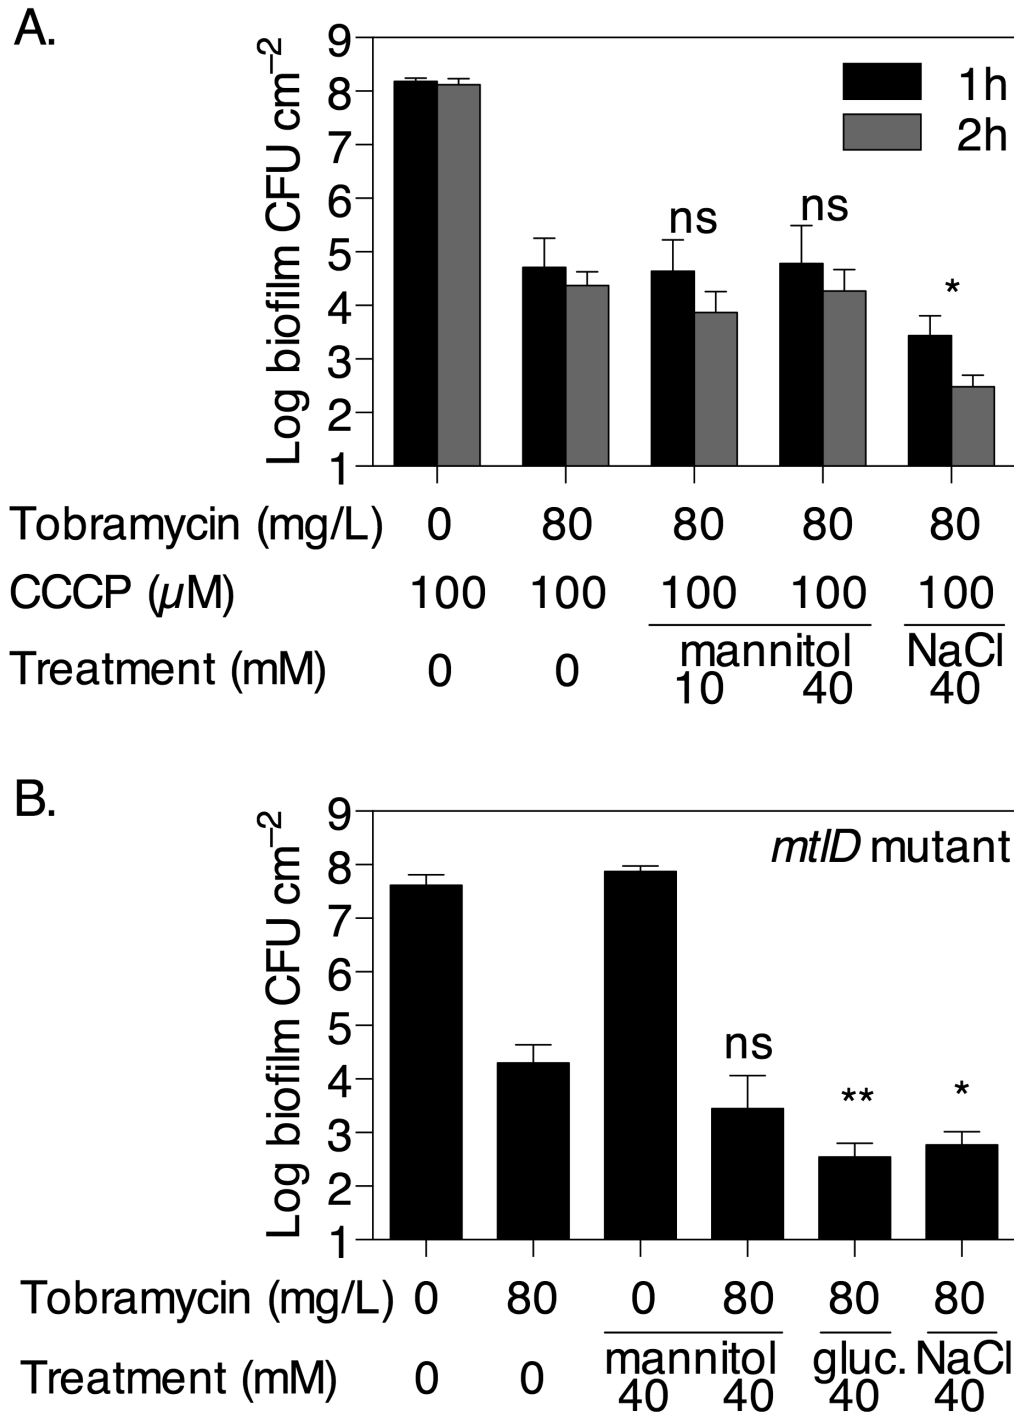 A.
Log biofilm CFU cm⁻²
9
8
7
6
5
4
3
2
1
1h
2h
ns
ns
*
Tobramycin (mg/L) 0 80 80 80 80
CCCP (µM) 100 100 100 100 100
mannitol NaCl
Treatment (mM) 0 0 10 40 40
B.
Log biofilm CFU cm⁻²
9
8
7
6
5
4
3
2
1
mtlD mutant
ns
**
*
Tobramycin (mg/L) 0 80 0 80 80 80
mannitol gluc. NaCl
Treatment (mM) 0 0 40 40 40 40